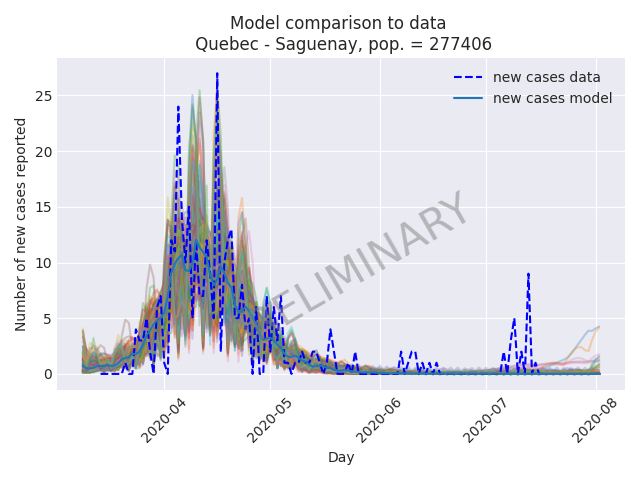 Model comparison to data
Quebec - Saguenay, pop. = 277406
new cases data
new cases model
Number of new cases reported
25
20
15
10
5
0
ELIMINARY
2020-04
2020-05
2020-06
2020-07
2020-08
Day